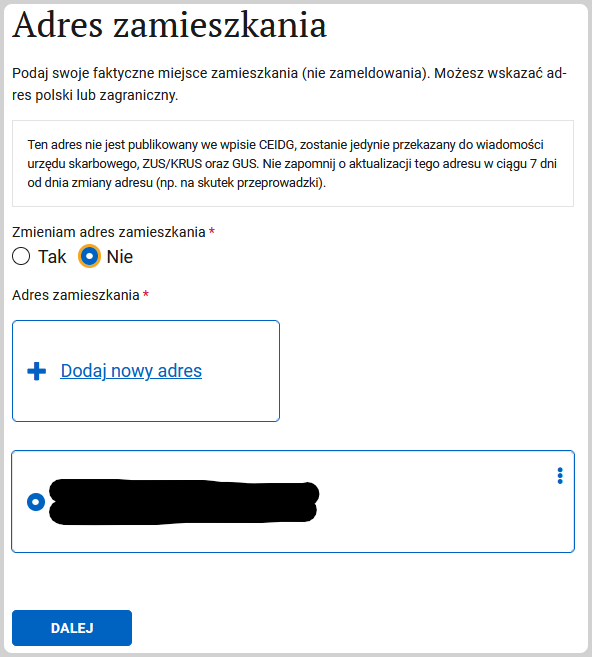 Adres zamieszkania
Podaj swoje faktyczne miejsce zamieszkania (nie zameldowania). Możesz wskazać ad-
res polski lub zagraniczny.
Ten adres nie jest publikowany we wpisie CEIDG, zostanie jedynie przekazany do wiadomości
urzędu skarbowego, ZUS/KRUS oraz GUS. Nie zapomnij o aktualizacji tego adresu w ciągu 7 dni
od dnia zmiany adresu (np. na skutek przeprowadzki).
Zmieniam adres zamieszkania *
Tak Nie
Adres zamieszkania *
Dodaj nowy adres
DALEJ